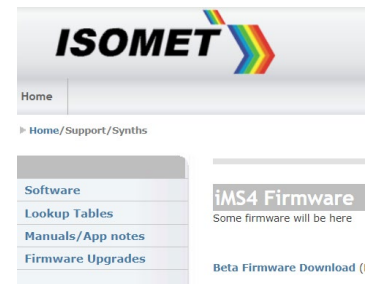 ISOMET
Home
Home/Support/Synths
Software
Lookup Tables
Manuals/App notes
Firmware Upgrades
iMS4 Firmware
Some firmware will be here
Beta Firmware Download (